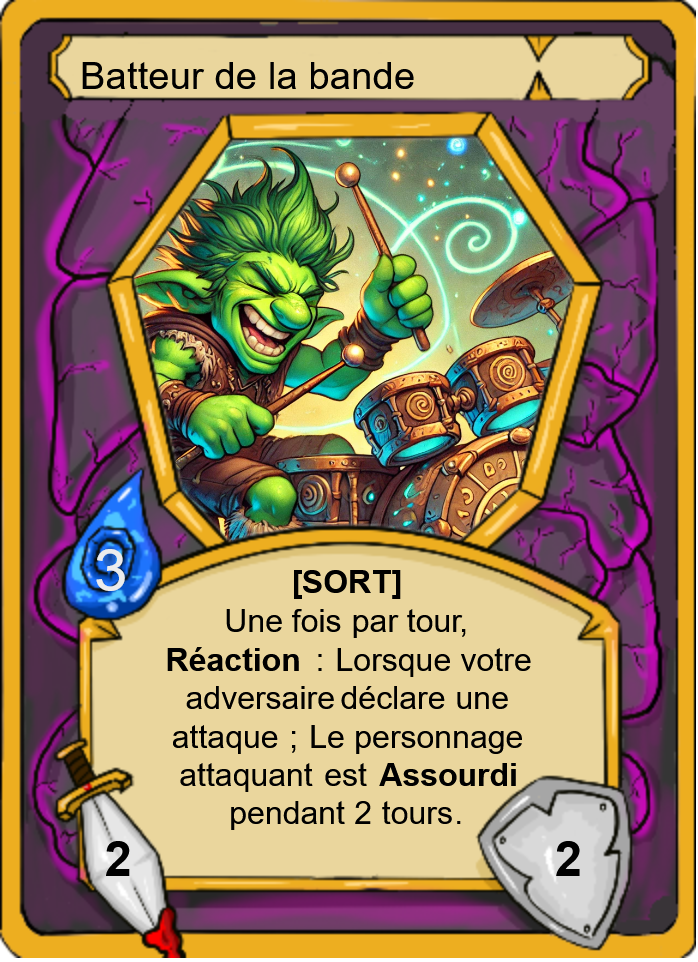 Batteur de la bande
3
[SORT]
Une fois par tour,
Réaction : Lorsque votre
adversaire déclare une
attaque ; Le personnage
attaquant est Assourdi
pendant 2 tours.
2
2